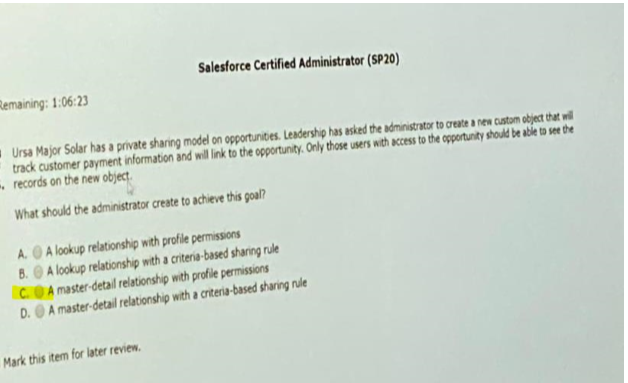 Salesforce Certified Administrator (SP20)
Remaining: 1:06:23
Ursa Major Solar has a private sharing model on opportunities. Leadership has asked the administrator to create a new custom object that will
track customer payment information and will link to the opportunity. Only those users with access to the opportunity should be able to see the
records on the new object.
What should the administrator create to achieve this goal?
A. A lookup relationship with profile permissions
B. A lookup relationship with a criteria-based sharing rule
C. A master-detail relationship with profile permissions
D. A master-detail relationship with a criteria-based sharing rule
Mark this item for later review.